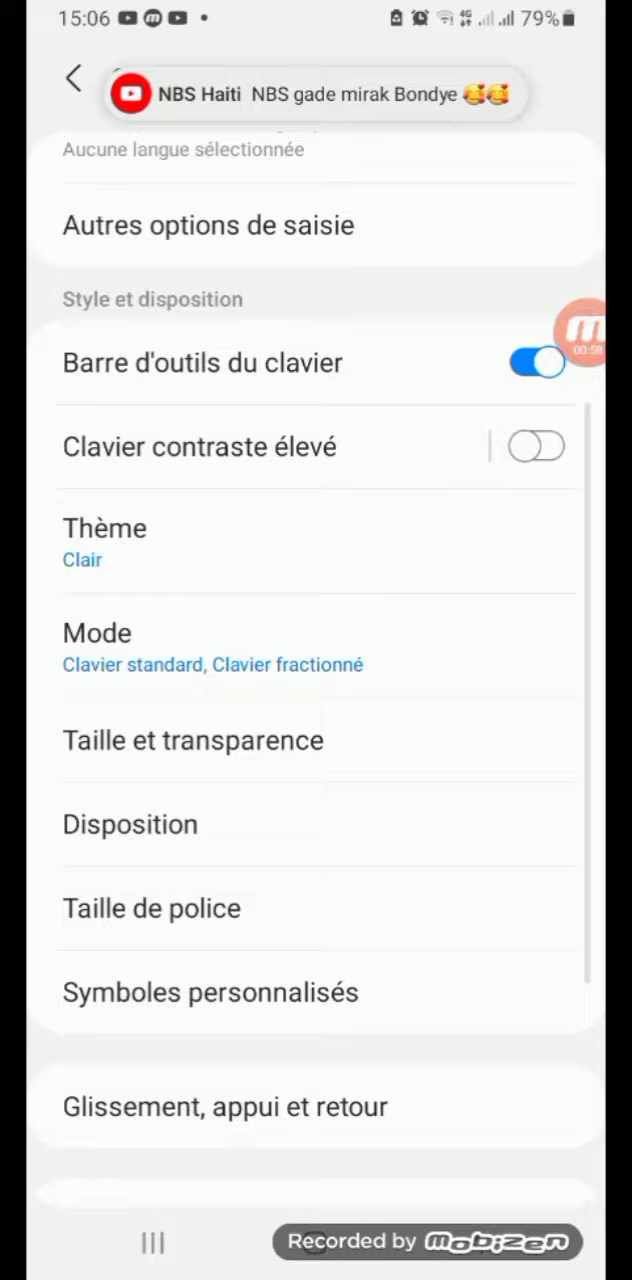 15:06 79%
NBS Haiti NBS gade mirak Bondye 🥰🥰
Aucune langue sélectionnée
Autres options de saisie
Style et disposition
Barre d'outils du clavier
00:58
Clavier contraste élevé
Thème
Clair
Mode
Clavier standard, Clavier fractionné
Taille et transparence
Disposition
Taille de police
Symboles personnalisés
Glissement, appui et retour
Recorded by mobizen